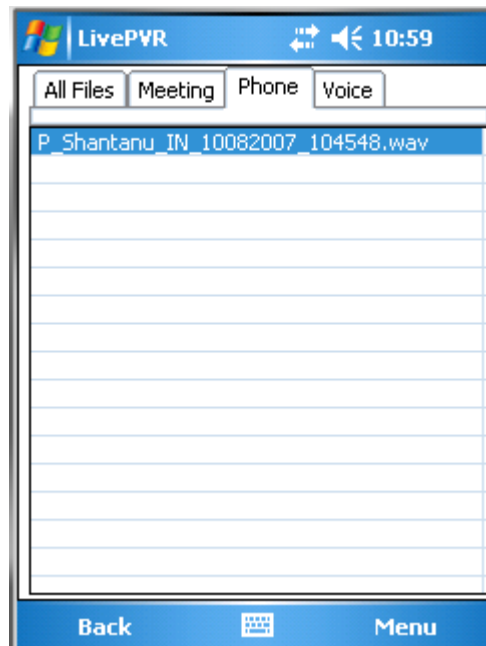 LivePVR 10:59
All Files Meeting Phone Voice
P_Shantanu_IN_10082007_104548.wav
Back Menu